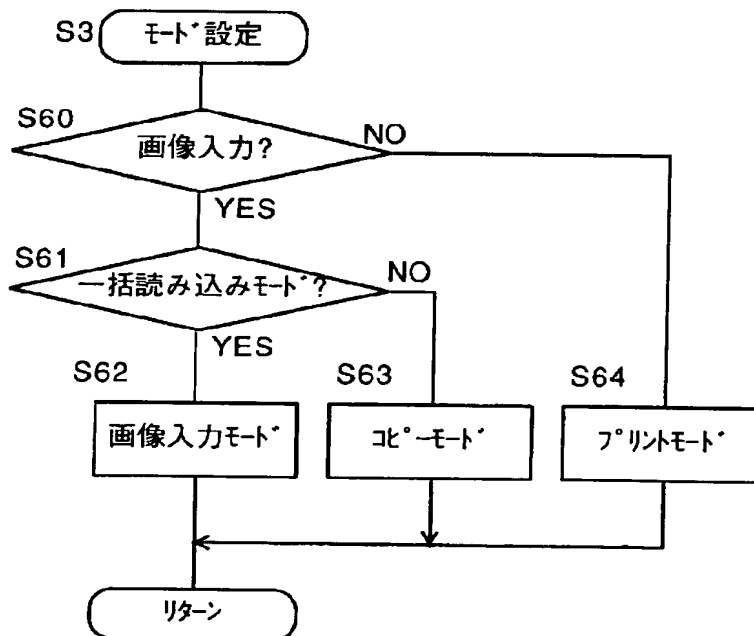 S3
モード設定
S60
画像入力?
NO
YES
S61
一括読み込みモード?
NO
YES
S62
S63
S64
画像入力モード
コピーモード
プリントモード
リターン